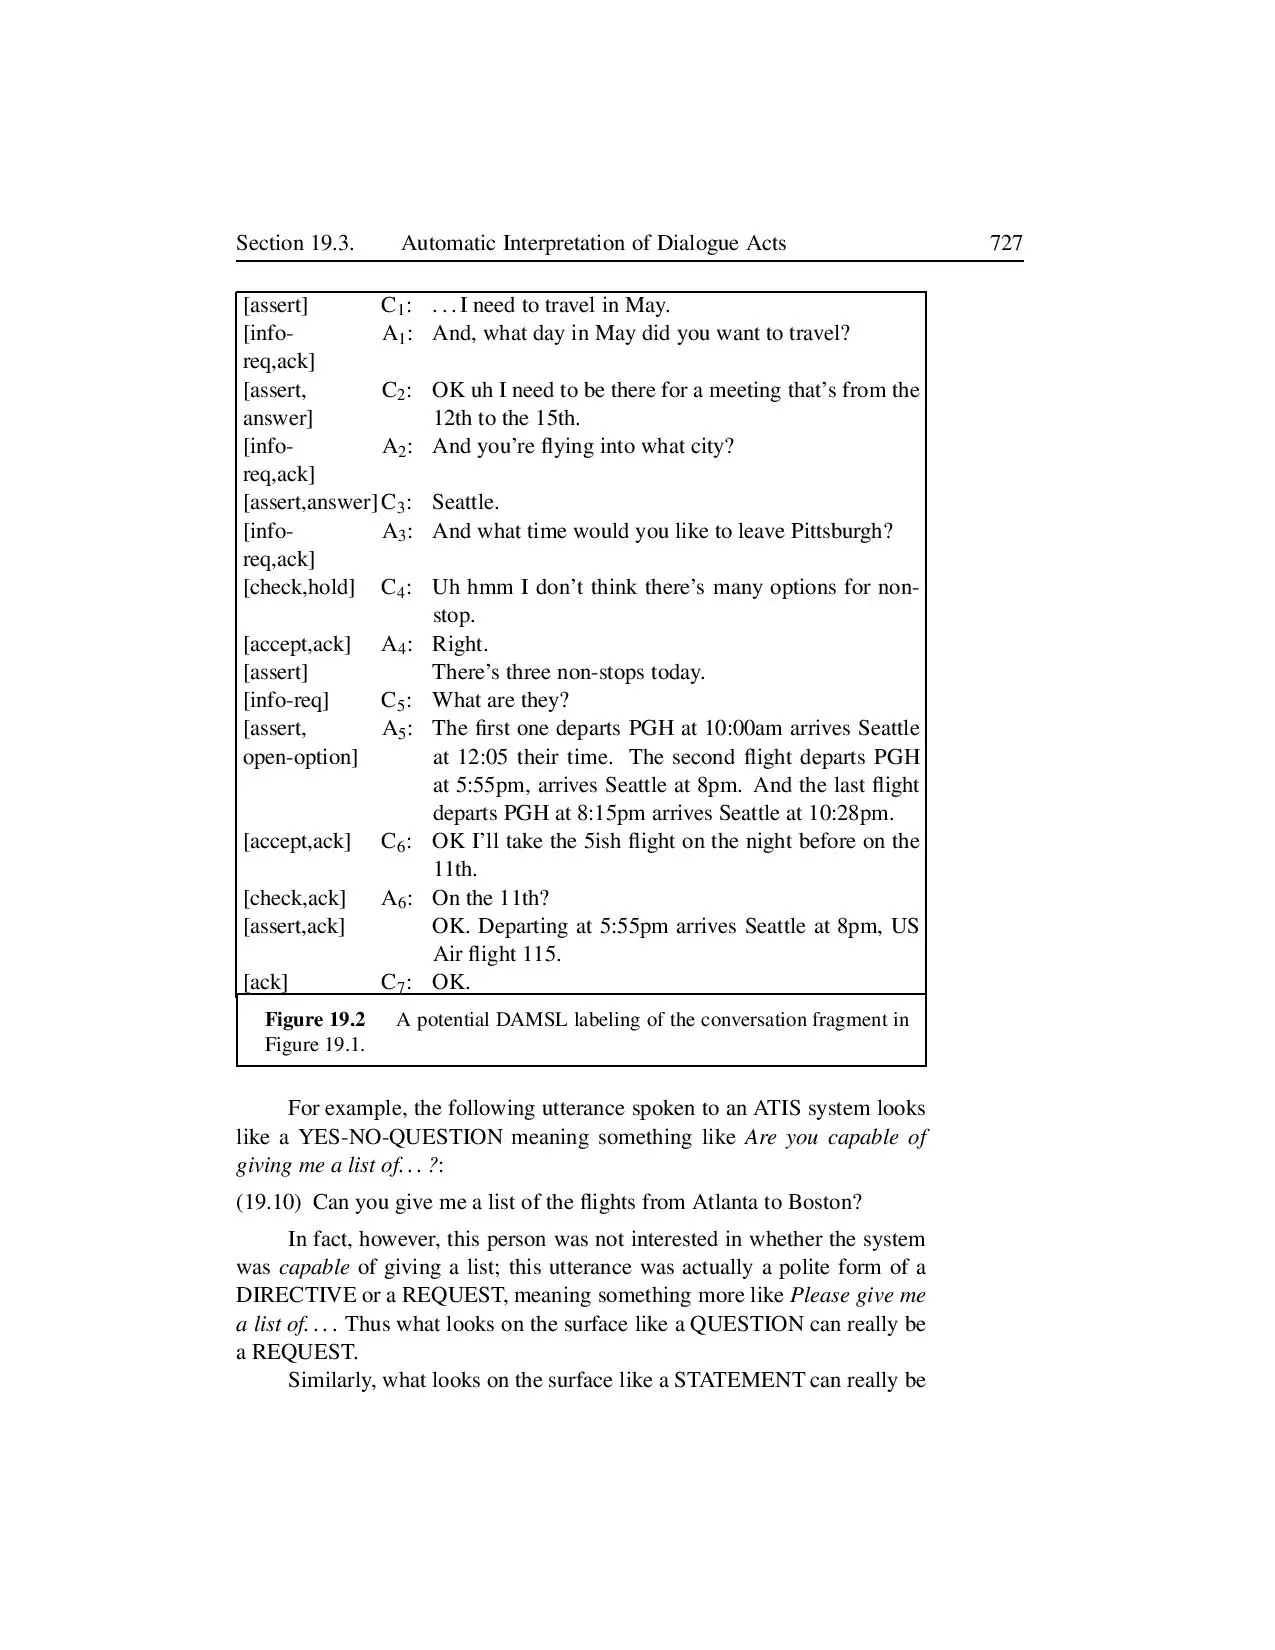 Section 19.3. Automatic Interpretation of Dialogue Acts 727
[assert] C1: ...I need to travel in May.
[info- A1: And, what day in May did you want to travel?
req,ack]
[assert, C2: OK uh I need to be there for a meeting that's from the
answer] 12th to the 15th.
[info- A2: And you're flying into what city?
req,ack]
[assert,answer] C3: Seattle.
[info- A3: And what time would you like to leave Pittsburgh?
req,ack]
[check,hold] C4: Uh hmm I don't think there's many options for non-
stop.
[accept,ack] A4: Right.
[assert] There's three non-stops today.
[info-req] C5: What are they?
[assert, A5: The first one departs PGH at 10:00am arrives Seattle
open-option] at 12:05 their time. The second flight departs PGH
at 5:55pm, arrives Seattle at 8pm. And the last flight
departs PGH at 8:15pm arrives Seattle at 10:28pm.
[accept,ack] C6: OK I'll take the 5ish flight on the night before on the
11th.
[check,ack] A6: On the 11th?
[assert,ack] OK. Departing at 5:55pm arrives Seattle at 8pm, US
Air flight 115.
[ack] C7: OK.
Figure 19.2 A potential DAMSL labeling of the conversation fragment in
Figure 19.1.
For example, the following utterance spoken to an ATIS system looks
like a YES-NO-QUESTION meaning something like Are you capable of
giving me a list of... ?:
(19.10) Can you give me a list of the flights from Atlanta to Boston?
In fact, however, this person was not interested in whether the system
was capable of giving a list; this utterance was actually a polite form of a
DIRECTIVE or a REQUEST, meaning something more like Please give me
a list of.... Thus what looks on the surface like a QUESTION can really be
a REQUEST.
Similarly, what looks on the surface like a STATEMENT can really be